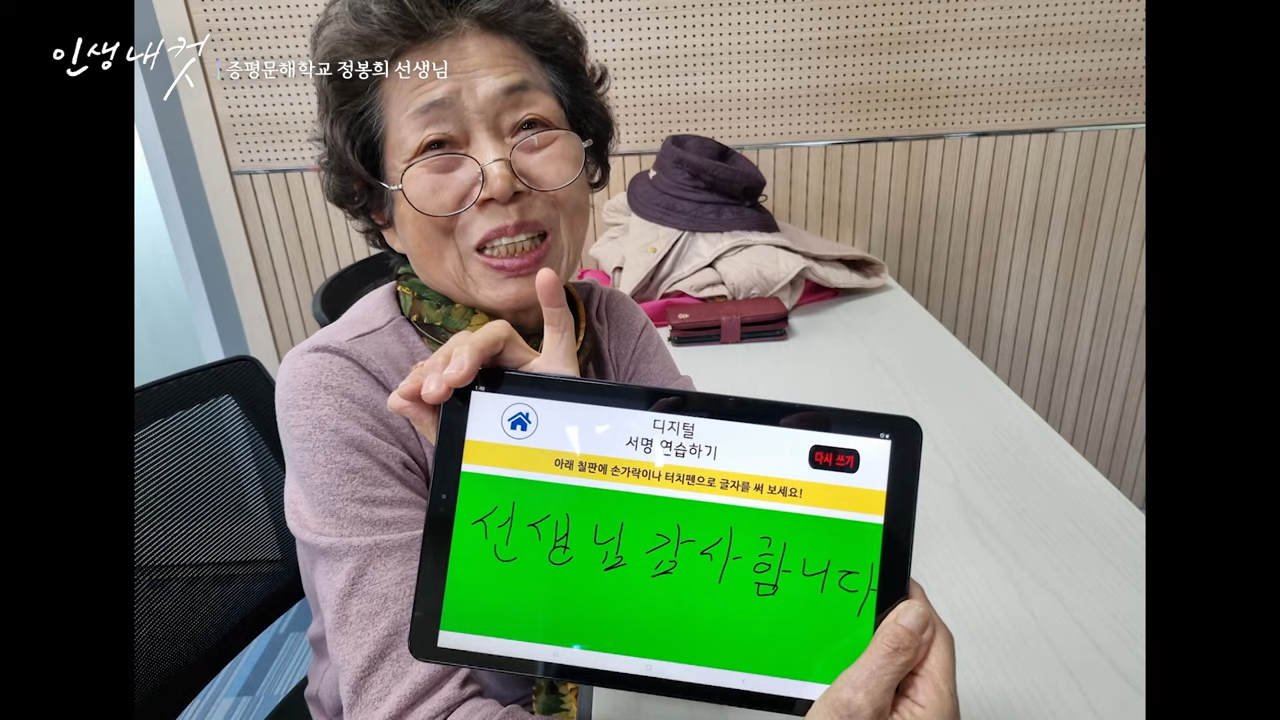 인생내컷
증평문해학교 정봉희 선생님
1:40
디지털
서명 연습하기
다시 쓰기
아래 칠판에 손가락이나 터치펜으로 글자를 써 보세요!
선생님 감사합니다